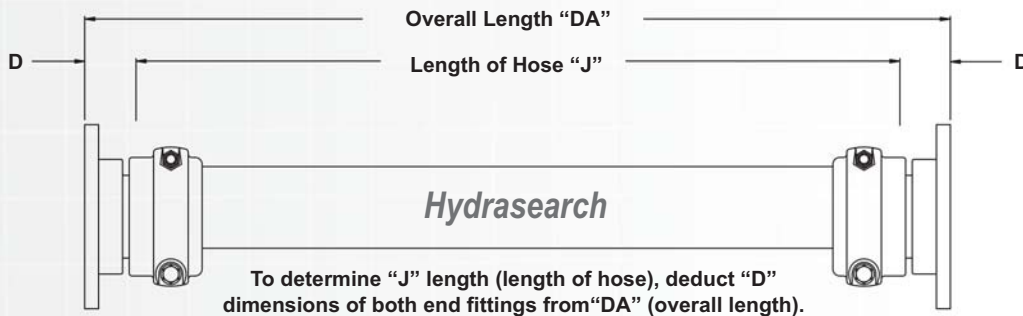 Overall Length “DA”
D
Length of Hose “J”
D
Hydrasearch
To determine “J” length (length of hose), deduct “D”
dimensions of both end fittings from“DA” (overall length).